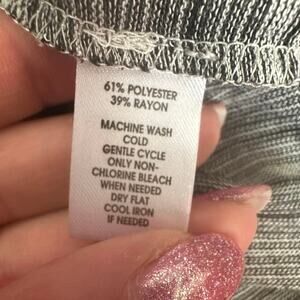 61% POLYESTER
39% RAYON
MACHINE WASH
COLD
GENTLE CYCLE
ONLY NON-
CHLORINE BLEACH
WHEN NEEDED
DRY FLAT
COOL IRON
IF NEEDED